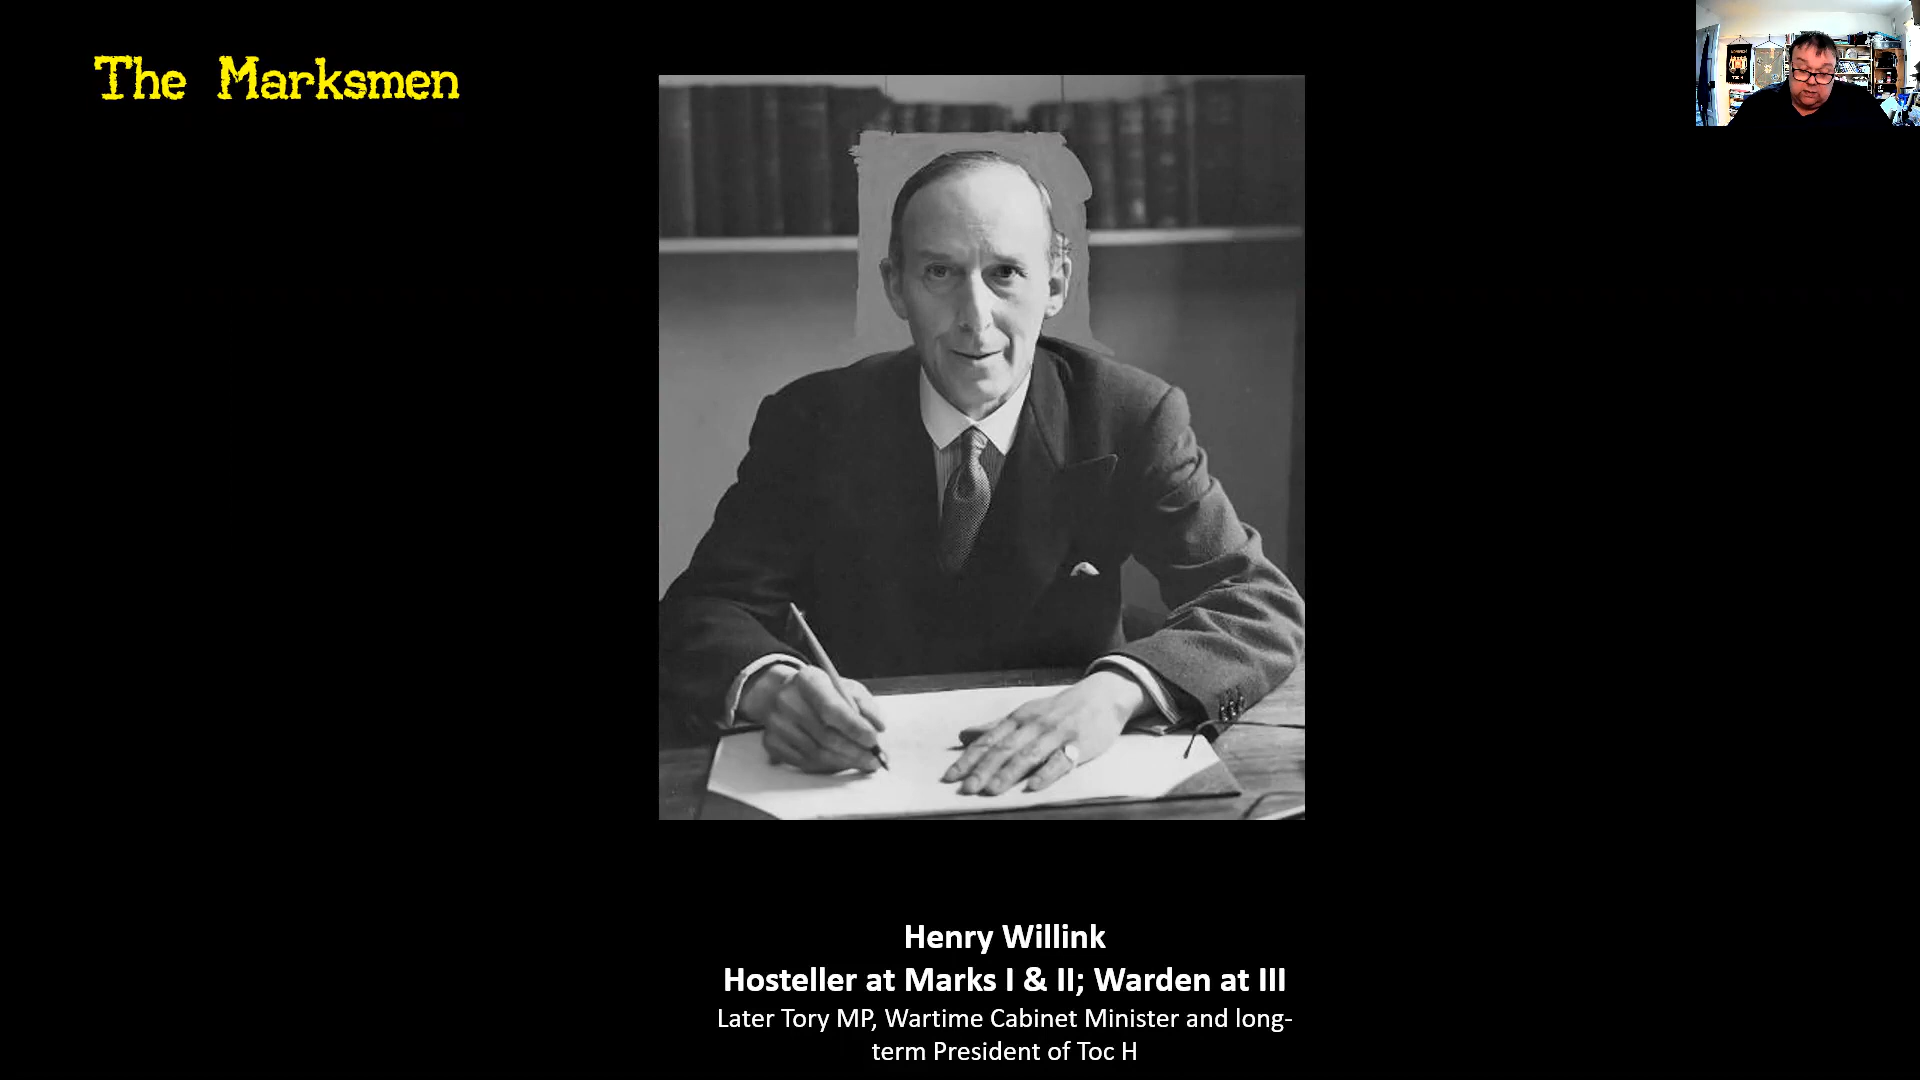 The Marksmen
Henry Willink
Hosteller at Marks I & II; Warden at III
Later Tory MP, Wartime Cabinet Minister and long-
term President of Toc H